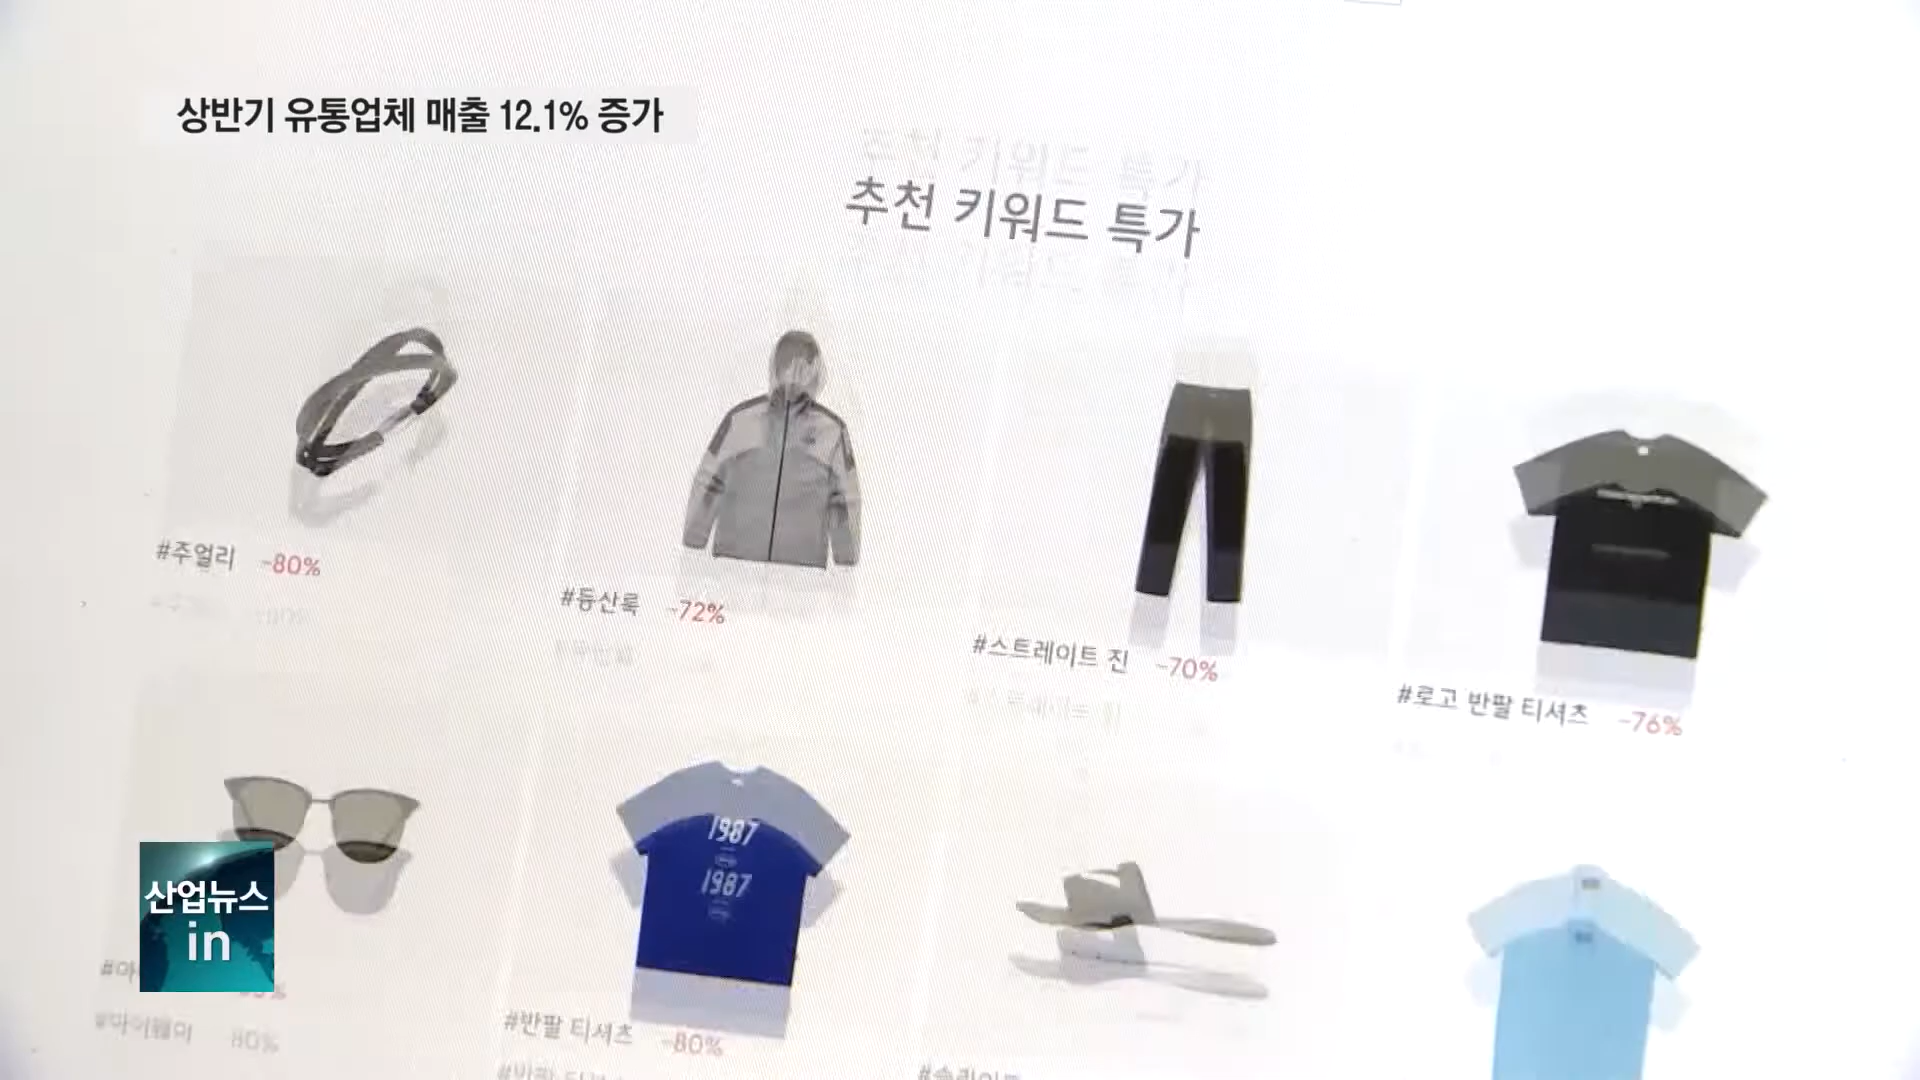 상반기 유통업체 매출 12.1% 증가
추천 키워드 특가
#주얼리 -80%
#등산룩 -72%
#스트레이트 진 -70%
#로고 반팔 티셔츠 -76%
1987
1987
산업뉴스
in
#반팔 티셔츠 -80%